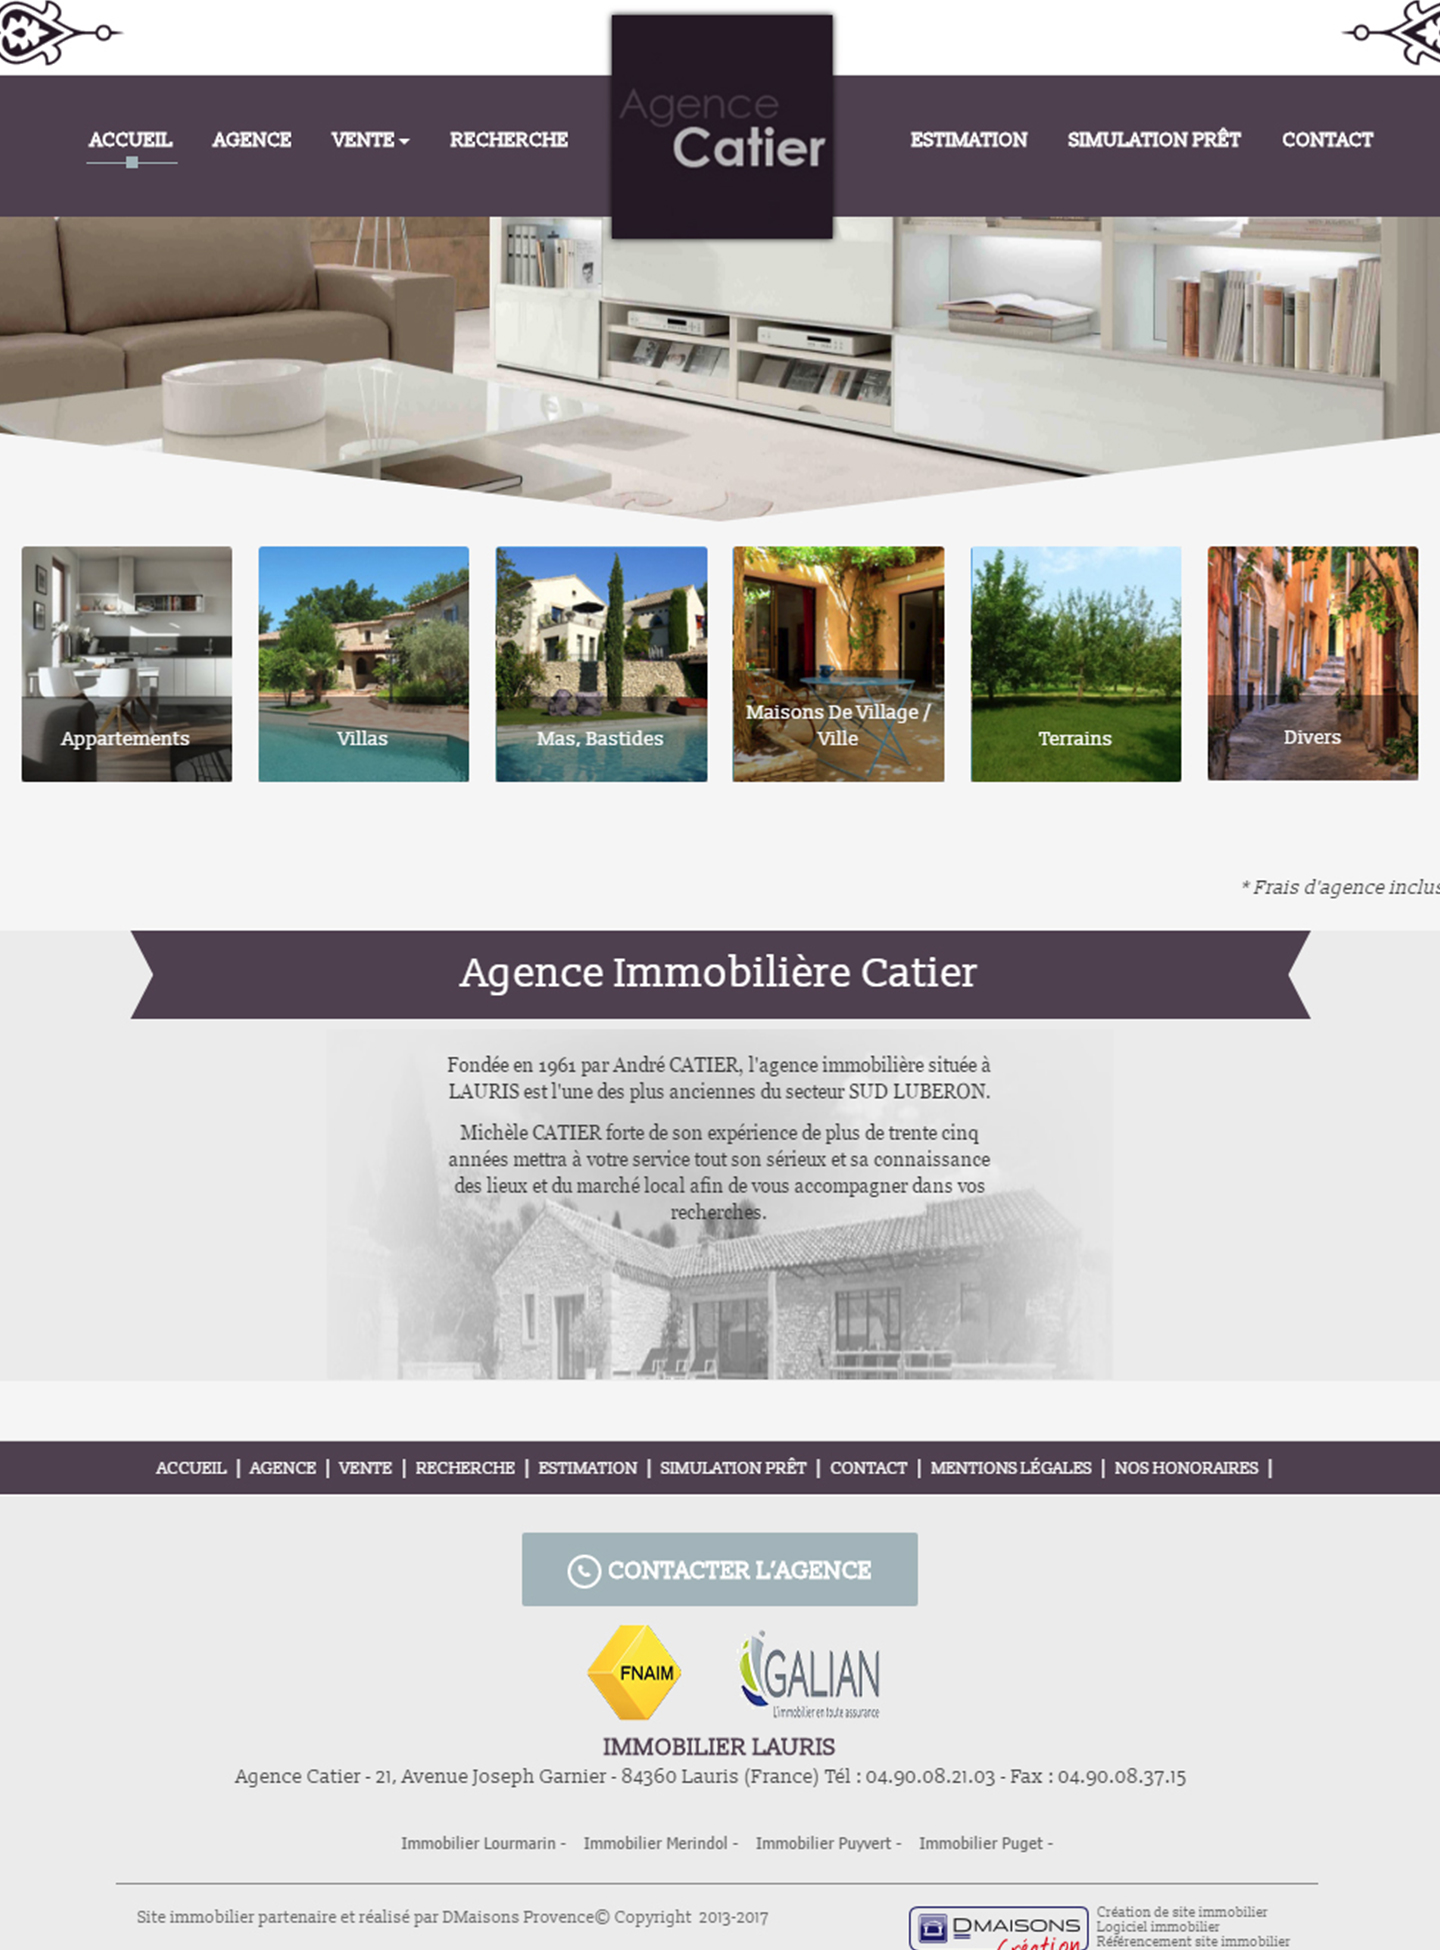 ACCUEIL AGENCE VENTE RECHERCHE Agence Catier ESTIMATION SIMULATION PRÊT CONTACT
Appartements
Villas
Mas, Bastides
Maisons De Village /
Ville
Terrains
Divers
* Frais d'agence inclus
Agence Immobilière Catier
Fondée en 1961 par André CATIER, l'agence immobilière située à
LAURIS est l'une des plus anciennes du secteur SUD LUBERON.
Michèle CATIER forte de son expérience de plus de trente cinq
années mettra à votre service tout son sérieux et sa connaissance
des lieux et du marché local afin de vous accompagner dans vos
recherches.
ACCUEIL | AGENCE | VENTE | RECHERCHE | ESTIMATION | SIMULATION PRÊT | CONTACT | MENTIONS LÉGALES | NOS HONORAIRES |
CONTACTER L'AGENCE
FNAIM
GALIAN
L'immobilier en toute assurance
IMMOBILIER LAURIS
Agence Catier - 21, Avenue Joseph Garnier - 84360 Lauris (France) Tél : 04.90.08.21.03 - Fax : 04.90.08.37.15
Immobilier Lourmarin - Immobilier Merindol - Immobilier Puyvert - Immobilier Puget -
Site immobilier partenaire et réalisé par DMaisons Provence© Copyright 2013-2017
DMAISONS
Création
Création de site immobilier
Logiciel immobilier
Référencement site immobilier